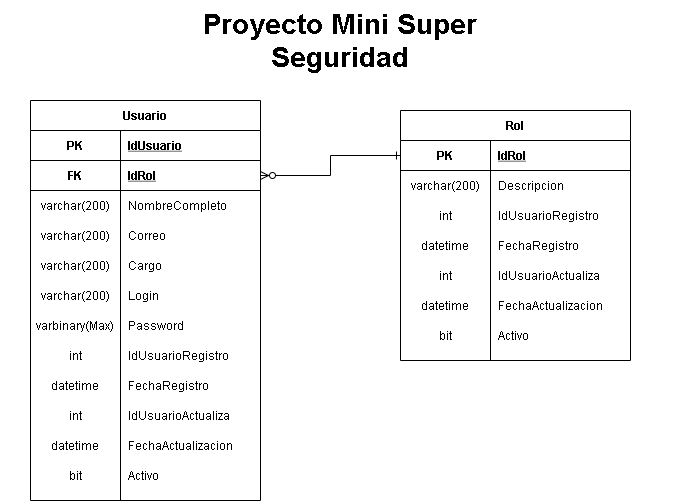 Proyecto Mini Super
Seguridad
Usuario
PK IdUsuario
FK IdRol
varchar(200) NombreCompleto
varchar(200) Correo
varchar(200) Cargo
varchar(200) Login
varbinary(Max) Password
int IdUsuarioRegistro
datetime FechaRegistro
int IdUsuarioActualiza
datetime FechaActualizacion
bit Activo
Rol
PK IdRol
varchar(200) Descripcion
int IdUsuarioRegistro
datetime FechaRegistro
int IdUsuarioActualiza
datetime FechaActualizacion
bit Activo